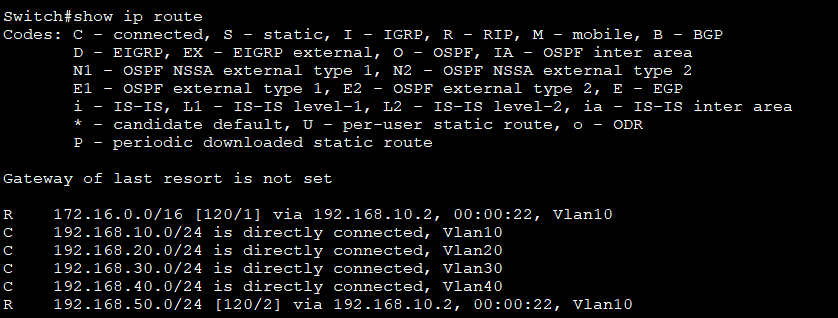 Switch#show ip route
Codes: C - connected, S - static, I - IGRP, R - RIP, M - mobile, B - BGP
       D - EIGRP, EX - EIGRP external, O - OSPF, IA - OSPF inter area
       N1 - OSPF NSSA external type 1, N2 - OSPF NSSA external type 2
       E1 - OSPF external type 1, E2 - OSPF external type 2, E - EGP
       i - IS-IS, L1 - IS-IS level-1, L2 - IS-IS level-2, ia - IS-IS inter area
       * - candidate default, U - per-user static route, o - ODR
       P - periodic downloaded static route
Gateway of last resort is not set
R    172.16.0.0/16 [120/1] via 192.168.10.2, 00:00:22, Vlan10
C    192.168.10.0/24 is directly connected, Vlan10
C    192.168.20.0/24 is directly connected, Vlan20
C    192.168.30.0/24 is directly connected, Vlan30
C    192.168.40.0/24 is directly connected, Vlan40
R    192.168.50.0/24 [120/2] via 192.168.10.2, 00:00:22, Vlan10